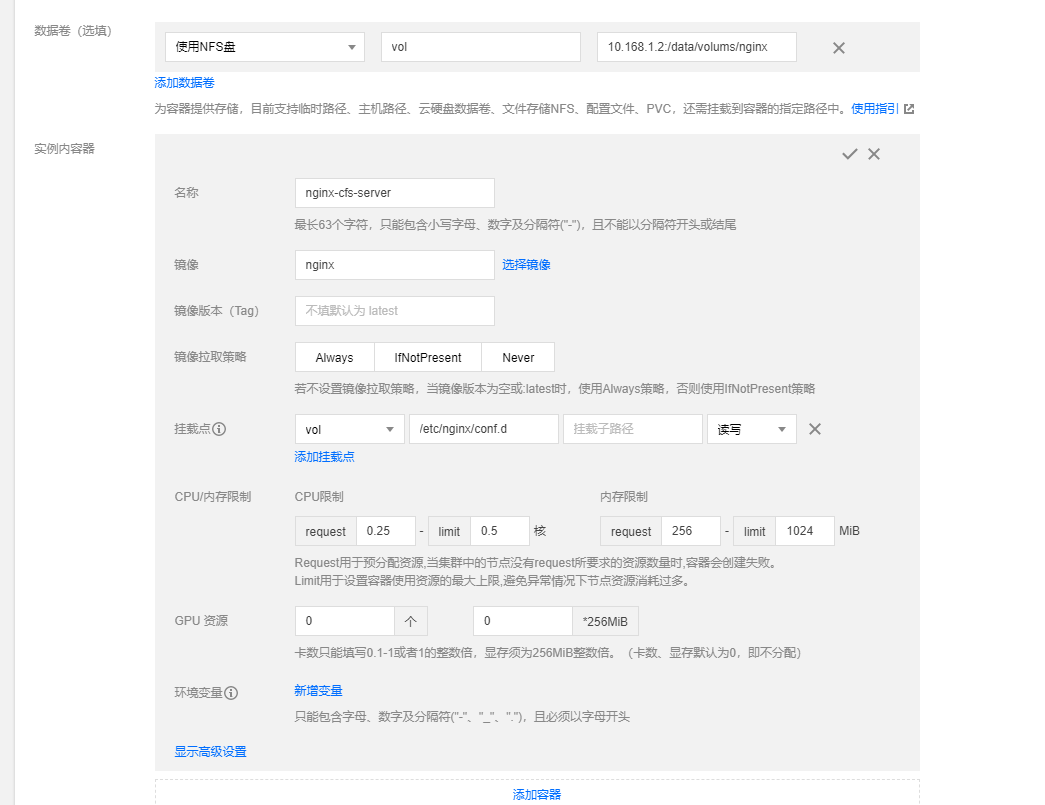 数据卷（选填）
使用NFS盘 vol 10.168.1.2:/data/volums/nginx
添加数据卷
为容器提供存储，目前支持临时路径、主机路径、云硬盘数据卷、文件存储NFS、配置文件、PVC，还需挂载到容器的指定路径中。使用指引
实例内容器
名称 nginx-cfs-server
最长63个字符，只能包含小写字母、数字及分隔符("-")，且不能以分隔符开头或结尾
镜像 nginx 选择镜像
镜像版本（Tag） 不填默认为 latest
镜像拉取策略 Always IfNotPresent Never
若不设置镜像拉取策略，当镜像版本为空或:latest时，使用Always策略，否则使用IfNotPresent策略
挂载点 vol /etc/nginx/conf.d 挂载子路径 读写
添加挂载点
CPU/内存限制 CPU限制 内存限制
request 0.25 - limit 0.5 核 request 256 - limit 1024 MiB
Request用于预分配资源,当集群中的节点没有request所要求的资源数量时,容器会创建失败。
Limit用于设置容器使用资源的最大上限,避免异常情况下节点资源消耗过多。
GPU 资源 0 个 0 *256MiB
卡数只能填写0.1-1或者1的整数倍，显存须为256MiB整数倍。（卡数、显存默认为0，即不分配）
环境变量 新增变量
只能包含字母、数字及分隔符("-"、"_"、".")，且必须以字母开头
显示高级设置
添加容器